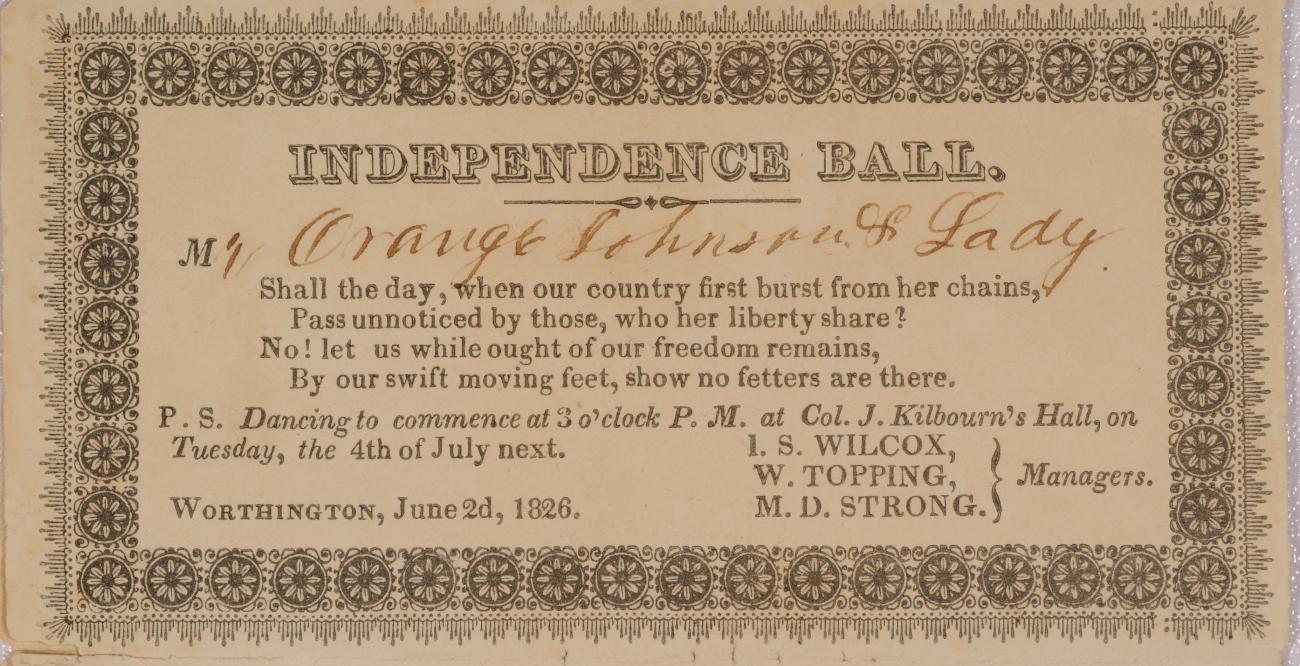 INDEPENDENCE BALL.
Mr Orange Johnson & Lady.
Shall the day, when our country first burst from her chains,
Pass unnoticed by those, who her liberty share?
No! let us while ought of our freedom remains,
By our swift moving feet, show no fetters are there.
P. S. Dancing to commence at 3 o'clock P. M. at Col. J. Kilbourn's Hall, on
Tuesday, the 4th of July next.
I. S. WILCOX,
W. TOPPING,
M. D. STRONG.
Managers.
WORTHINGTON, June 2d, 1826.